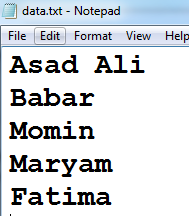 data.txt - Notepad
File Edit Format View Help
Asad Ali
Babar
Momin
Maryam
Fatima